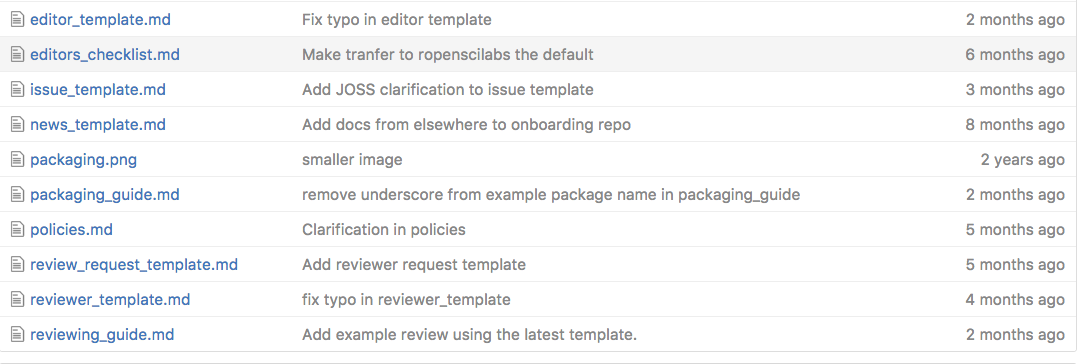 editor_template.md Fix typo in editor template 2 months ago
editors_checklist.md Make tranfer to ropenscilabs the default 6 months ago
issue_template.md Add JOSS clarification to issue template 3 months ago
news_template.md Add docs from elsewhere to onboarding repo 8 months ago
packaging.png smaller image 2 years ago
packaging_guide.md remove underscore from example package name in packaging_guide 2 months ago
policies.md Clarification in policies 5 months ago
review_request_template.md Add reviewer request template 5 months ago
reviewer_template.md fix typo in reviewer_template 4 months ago
reviewing_guide.md Add example review using the latest template. 2 months ago